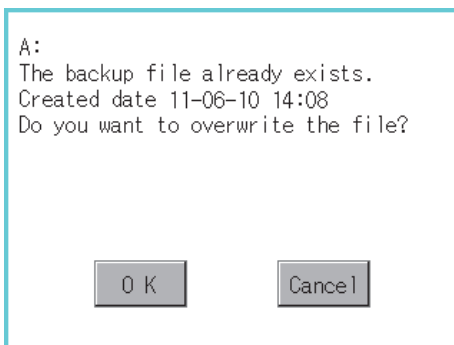 A:
The backup file already exists.
Created date 11-06-10 14:08
Do you want to overwrite the file?
O K
Cancel